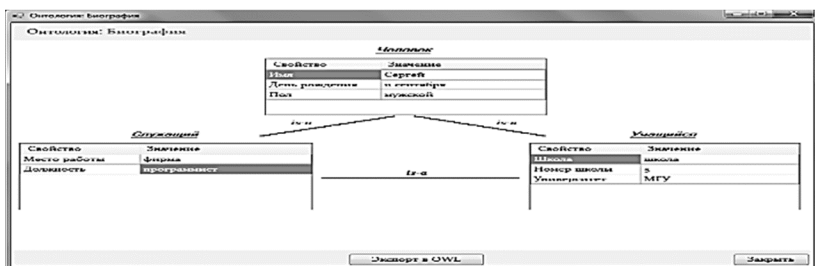 Онтология: Биография
Онтология: Биография
Человек
Свойство Значение
Имя Сергей
День рождения 11 сентября
Пол мужской
is-a is-a
Служащий Учащийся
Свойство Значение
Место работы фирма
Должность программист
is-a
Свойство Значение
Школа школа
Номер школы 5
Университет МГУ
Экспорт в OWL Закрыть